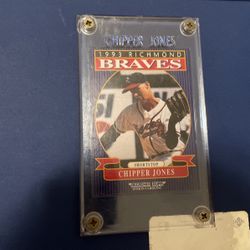 CHIPPER JONES
1993 RICHMOND
BRAVES
SHORTSTOP
CHIPPER JONES